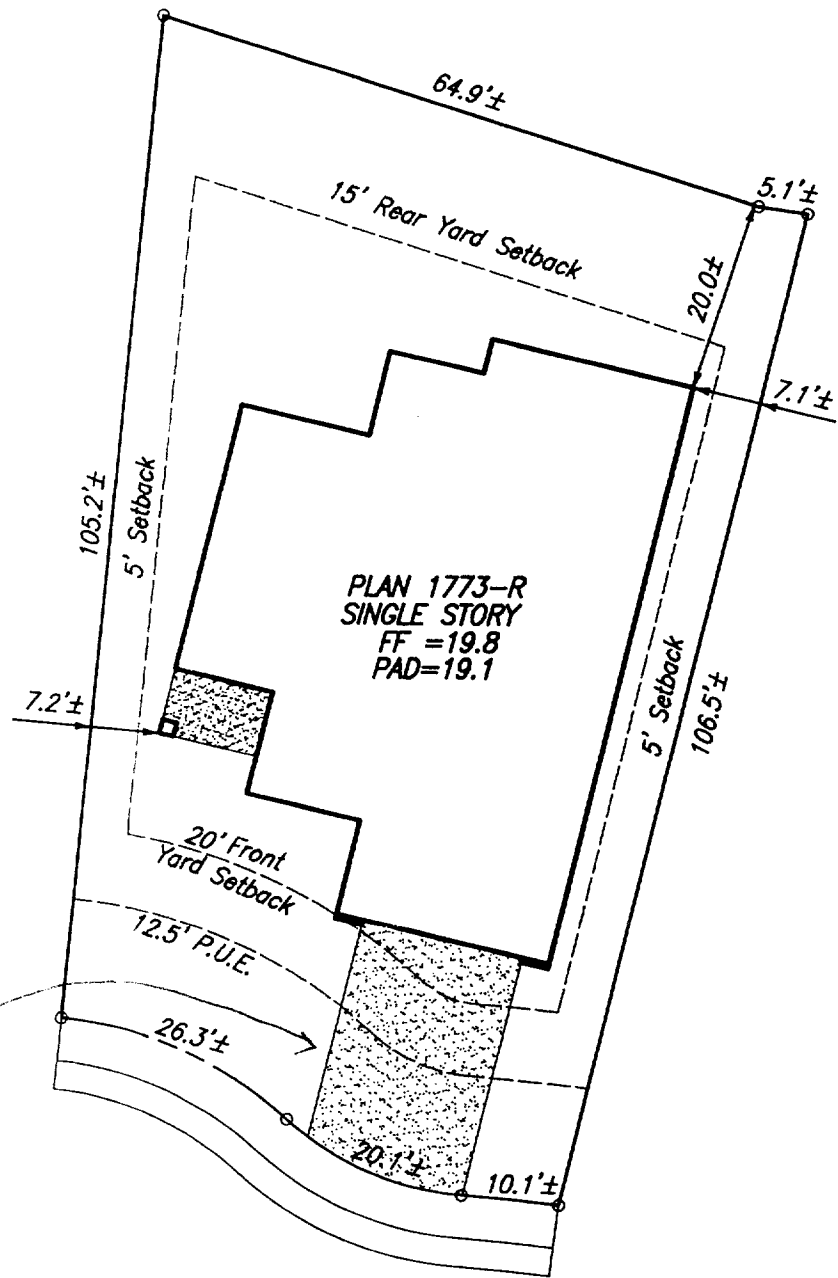 64.9'±
5.1'±
15' Rear Yard Setback
20.0±
7.1'±
105.2'±
5' Setback
PLAN 1773-R
SINGLE STORY
FF =19.8
PAD=19.1
5' Setback
106.5'±
7.2'±
20' Front
Yard Setback
12.5' P.U.E.
26.3'±
20.1'±
10.1'±